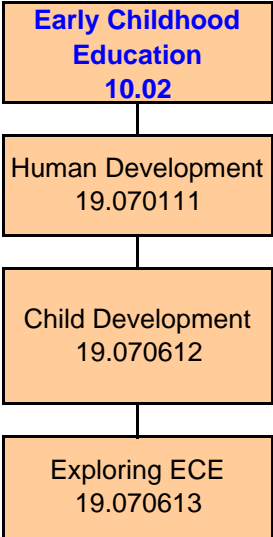 Early Childhood
Education
10.02
Human Development
19.070111
Child Development
19.070612
Exploring ECE
19.070613